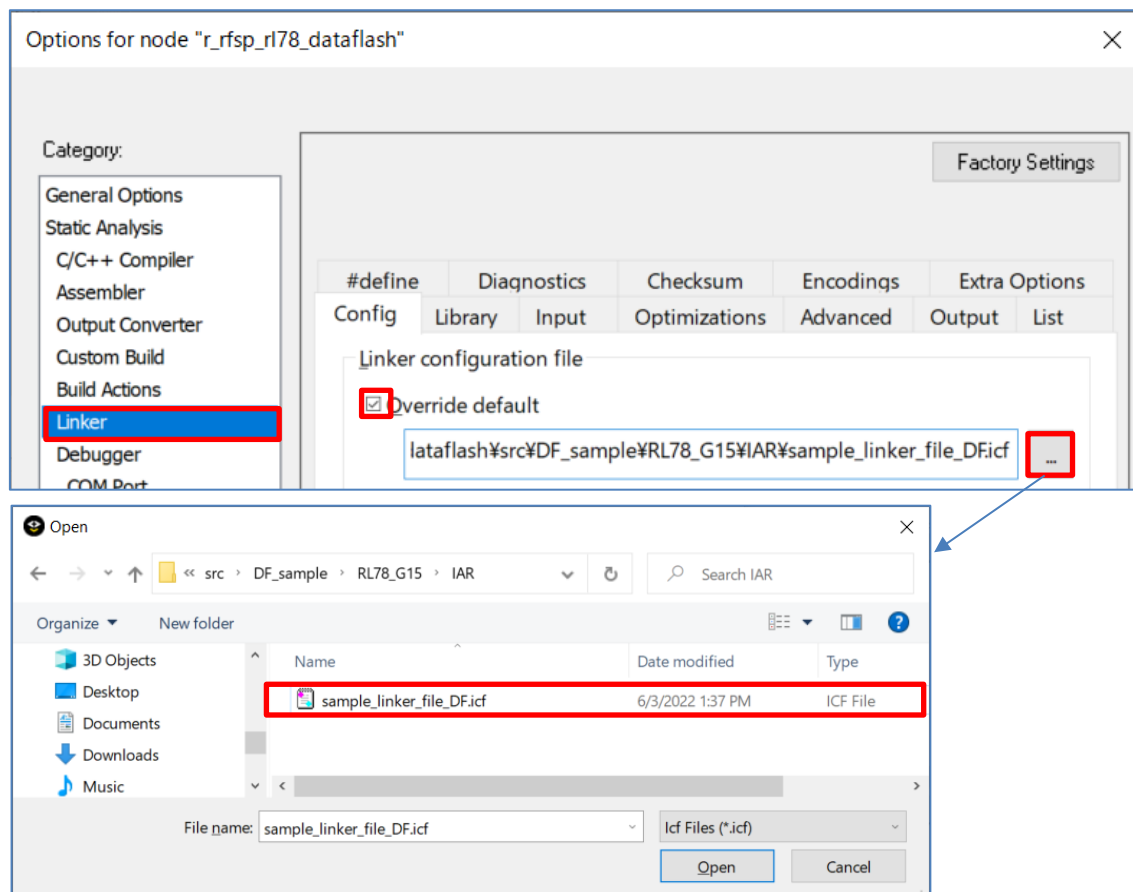 Options for node "r_rfsp_rl78_dataflash"
Category:
Factory Settings
General Options
Static Analysis
C/C++ Compiler
Assembler
Output Converter
Custom Build
Build Actions
Linker
Debugger
COM Port
#define Diagnostics Checksum Encodings Extra Options
Config Library Input Optimizations Advanced Output List
Linker configuration file
Override default
lataflash¥src¥DF_sample¥RL78_G15¥IAR¥sample_linker_file_DF.icf ...
Open
« src › DF_sample › RL78_G15 › IAR
Search IAR
Organize New folder
3D Objects
Desktop
Documents
Downloads
Music
Name Date modified Type
sample_linker_file_DF.icf 6/3/2022 1:37 PM ICF File
File name: sample_linker_file_DF.icf Icf Files (*.icf)
Open Cancel